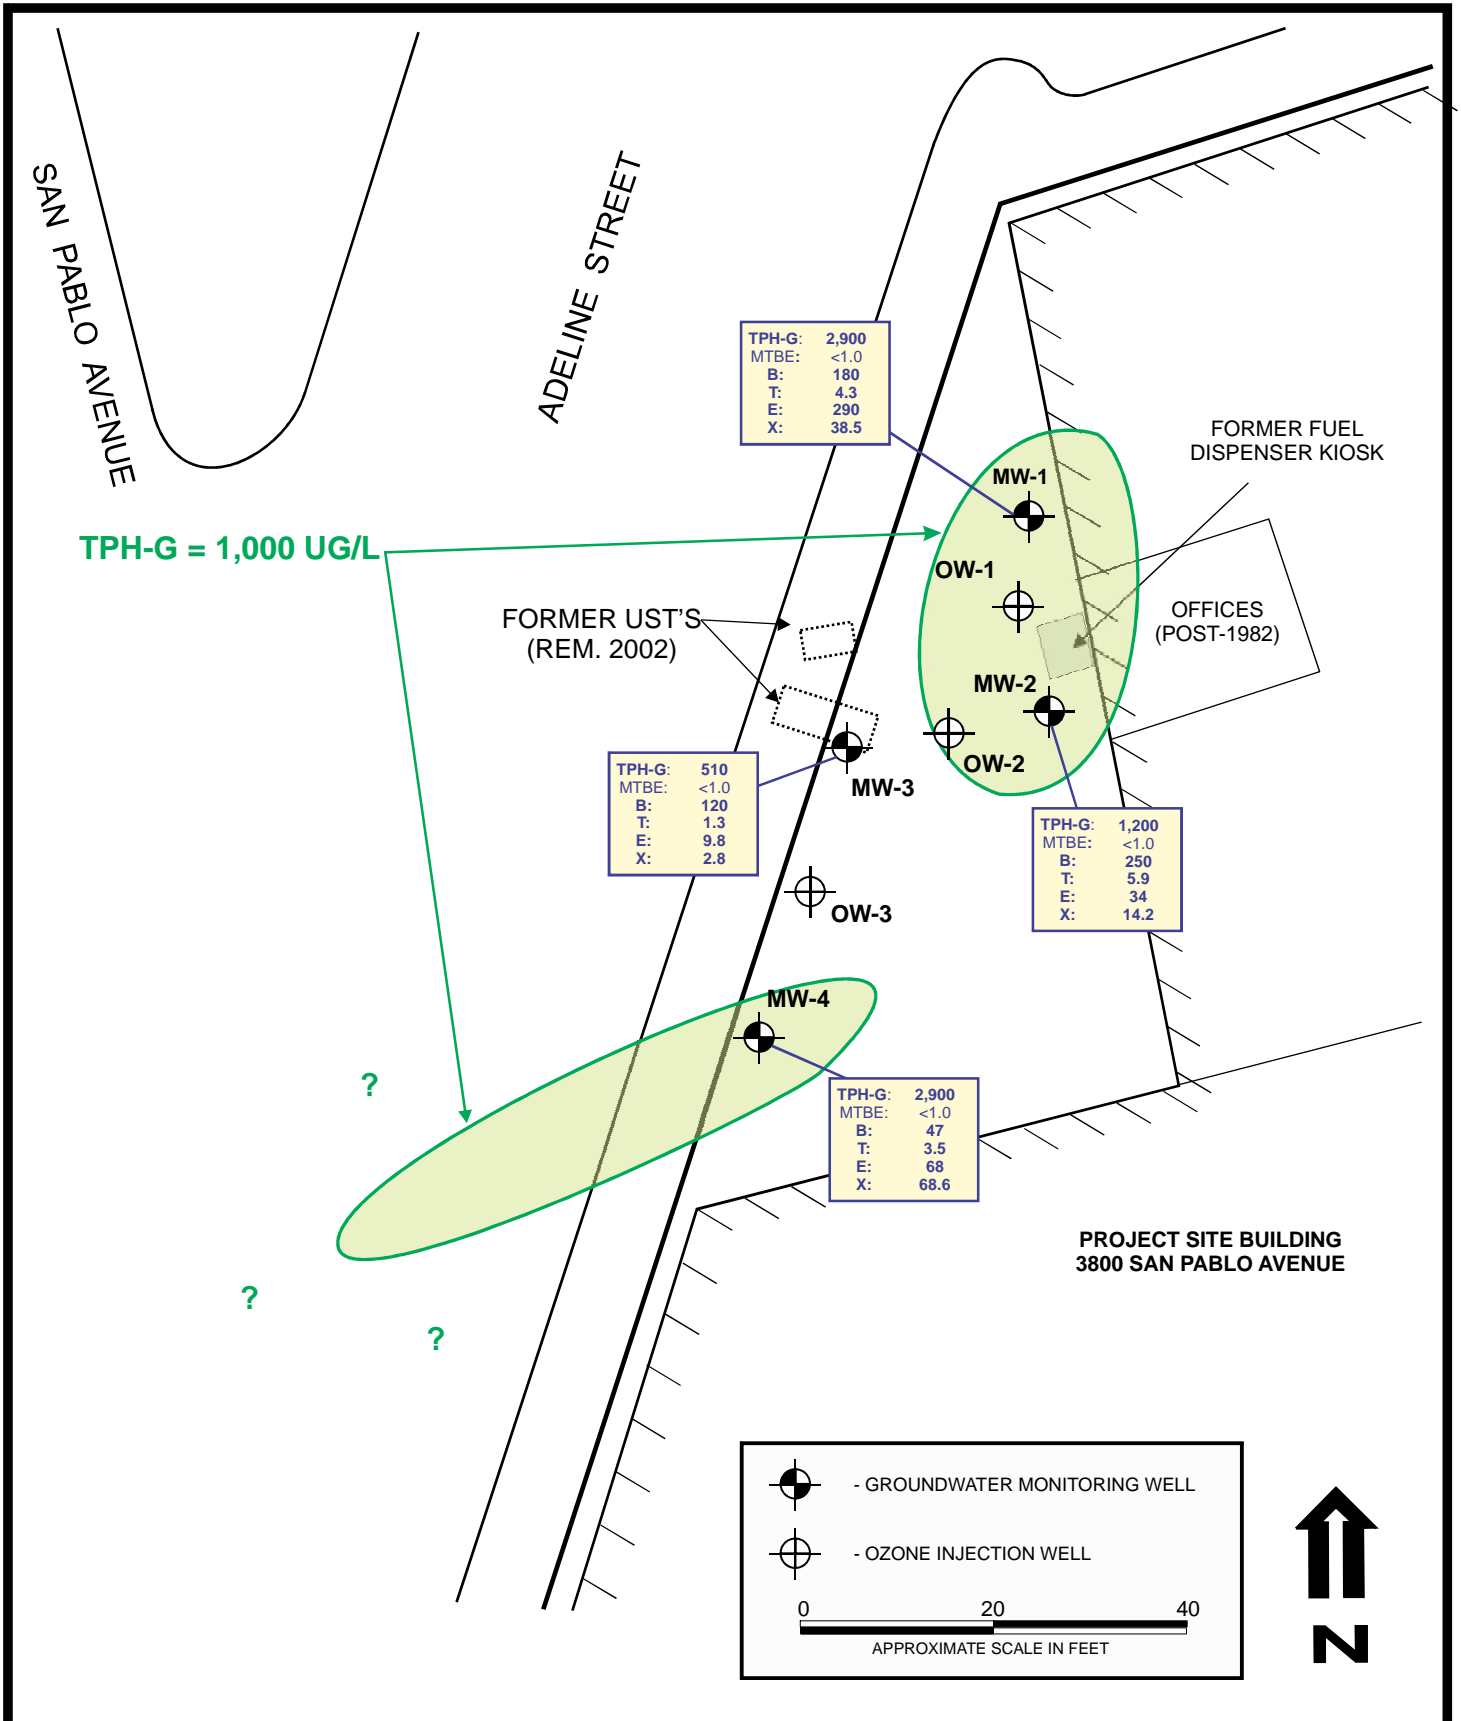 SAN PABLO AVENUE
ADELINE STREET
TPH-G: 2,900
MTBE: <1.0
B: 180
T: 4.3
E: 290
X: 38.5
FORMER FUEL
DISPENSER KIOSK
MW-1
TPH-G = 1,000 UG/L
OW-1
OFFICES
(POST-1982)
FORMER UST'S
(REM. 2002)
MW-2
OW-2
MW-3
TPH-G: 510
MTBE: <1.0
B: 120
T: 1.3
E: 9.8
X: 2.8
TPH-G: 1,200
MTBE: <1.0
B: 250
T: 5.9
E: 34
X: 14.2
OW-3
MW-4
?
TPH-G: 2,900
MTBE: <1.0
B: 47
T: 3.5
E: 68
X: 68.6
PROJECT SITE BUILDING
3800 SAN PABLO AVENUE
?
?
- GROUNDWATER MONITORING WELL
- OZONE INJECTION WELL
0 20 40
APPROXIMATE SCALE IN FEET
N